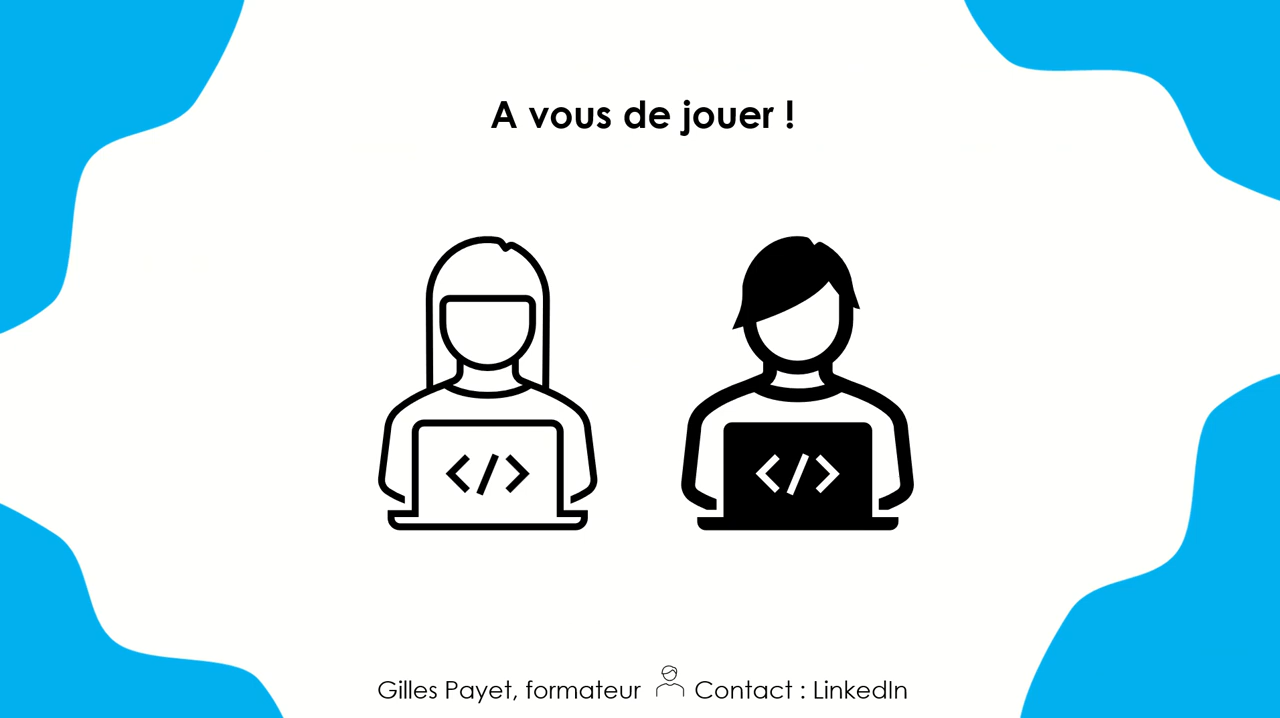 A vous de jouer !
</>
</>
Gilles Payet, formateur Contact : LinkedIn